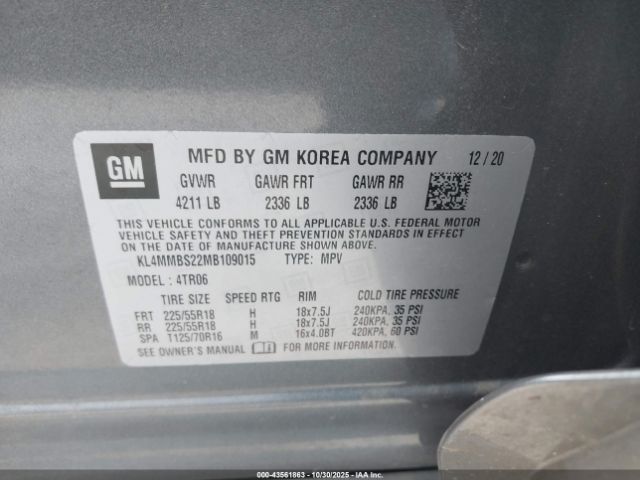 GM
MFD BY GM KOREA COMPANY 12/20
GVWR GAWR FRT GAWR RR
4211 LB 2336 LB 2336 LB
THIS VEHICLE CONFORMS TO ALL APPLICABLE U.S. FEDERAL MOTOR
VEHICLE SAFETY AND THEFT PREVENTION STANDARDS IN EFFECT
ON THE DATE OF MANUFACTURE SHOWN ABOVE.
KL4MMBS22MB109015 TYPE: MPV
MODEL : 4TR06
TIRE SIZE SPEED RTG RIM COLD TIRE PRESSURE
FRT 225/55R18 H 18x7.5J 240KPA, 35 PSI
RR 225/55R18 H 18x7.5J 240KPA, 35 PSI
SPA T125/70R16 M 16x4.0BT 420KPA, 60 PSI
SEE OWNER'S MANUAL FOR MORE INFORMATION.
000-43561863 | 10/30/2025 | IAA Inc.